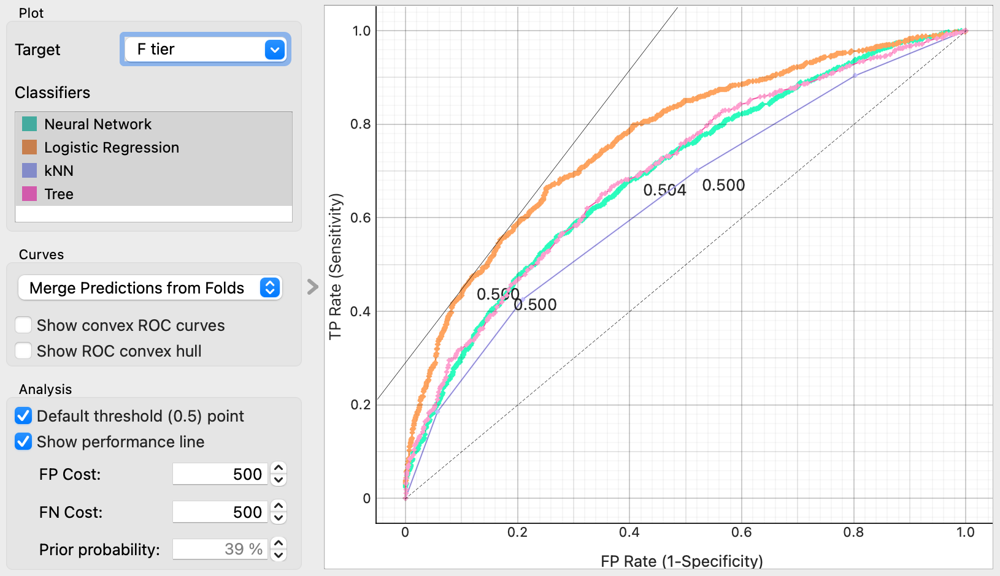 Plot
Target
F tier
Classifiers
Neural Network
Logistic Regression
kNN
Tree
Curves
Merge Predictions from Folds
Show convex ROC curves
Show ROC convex hull
Analysis
Default threshold (0.5) point
Show performance line
FP Cost: 500
FN Cost: 500
Prior probability: 39 %
TP Rate (Sensitivity)
1.0
0.8
0.6
0.4
0.2
0
0.504
0.500
0.500
0.500
0 0.2 0.4 0.6 0.8 1.0
FP Rate (1-Specificity)